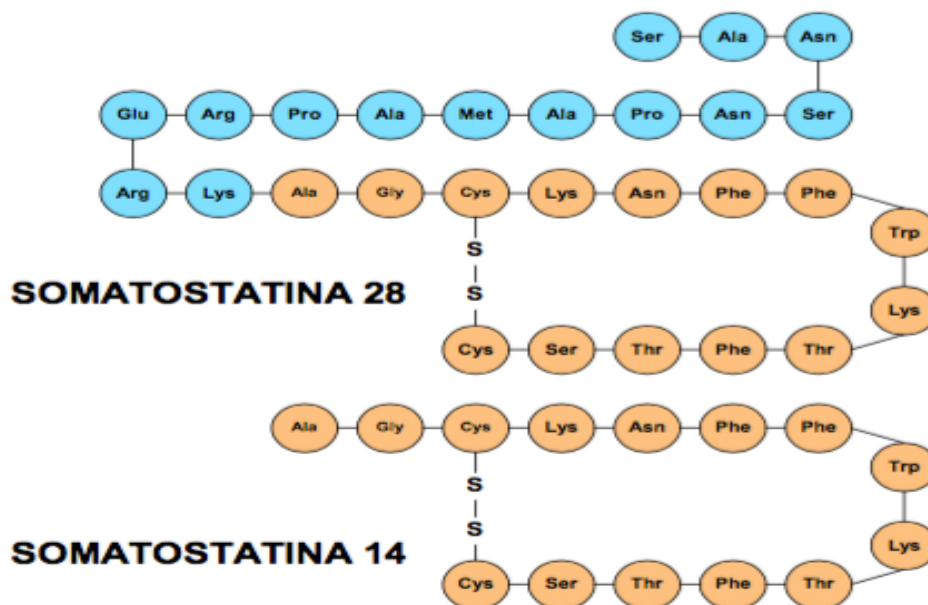 Ser Ala Asn
Glu Arg Pro Ala Met Ala Pro Asn Ser
Arg Lys Ala Gly Cys Lys Asn Phe Phe
Trp
S
SOMATOSTATINA 28
S
Lys
Cys Ser Thr Phe Thr
Ala Gly Cys Lys Asn Phe Phe
Trp
S
S
SOMATOSTATINA 14
Lys
Cys Ser Thr Phe Thr